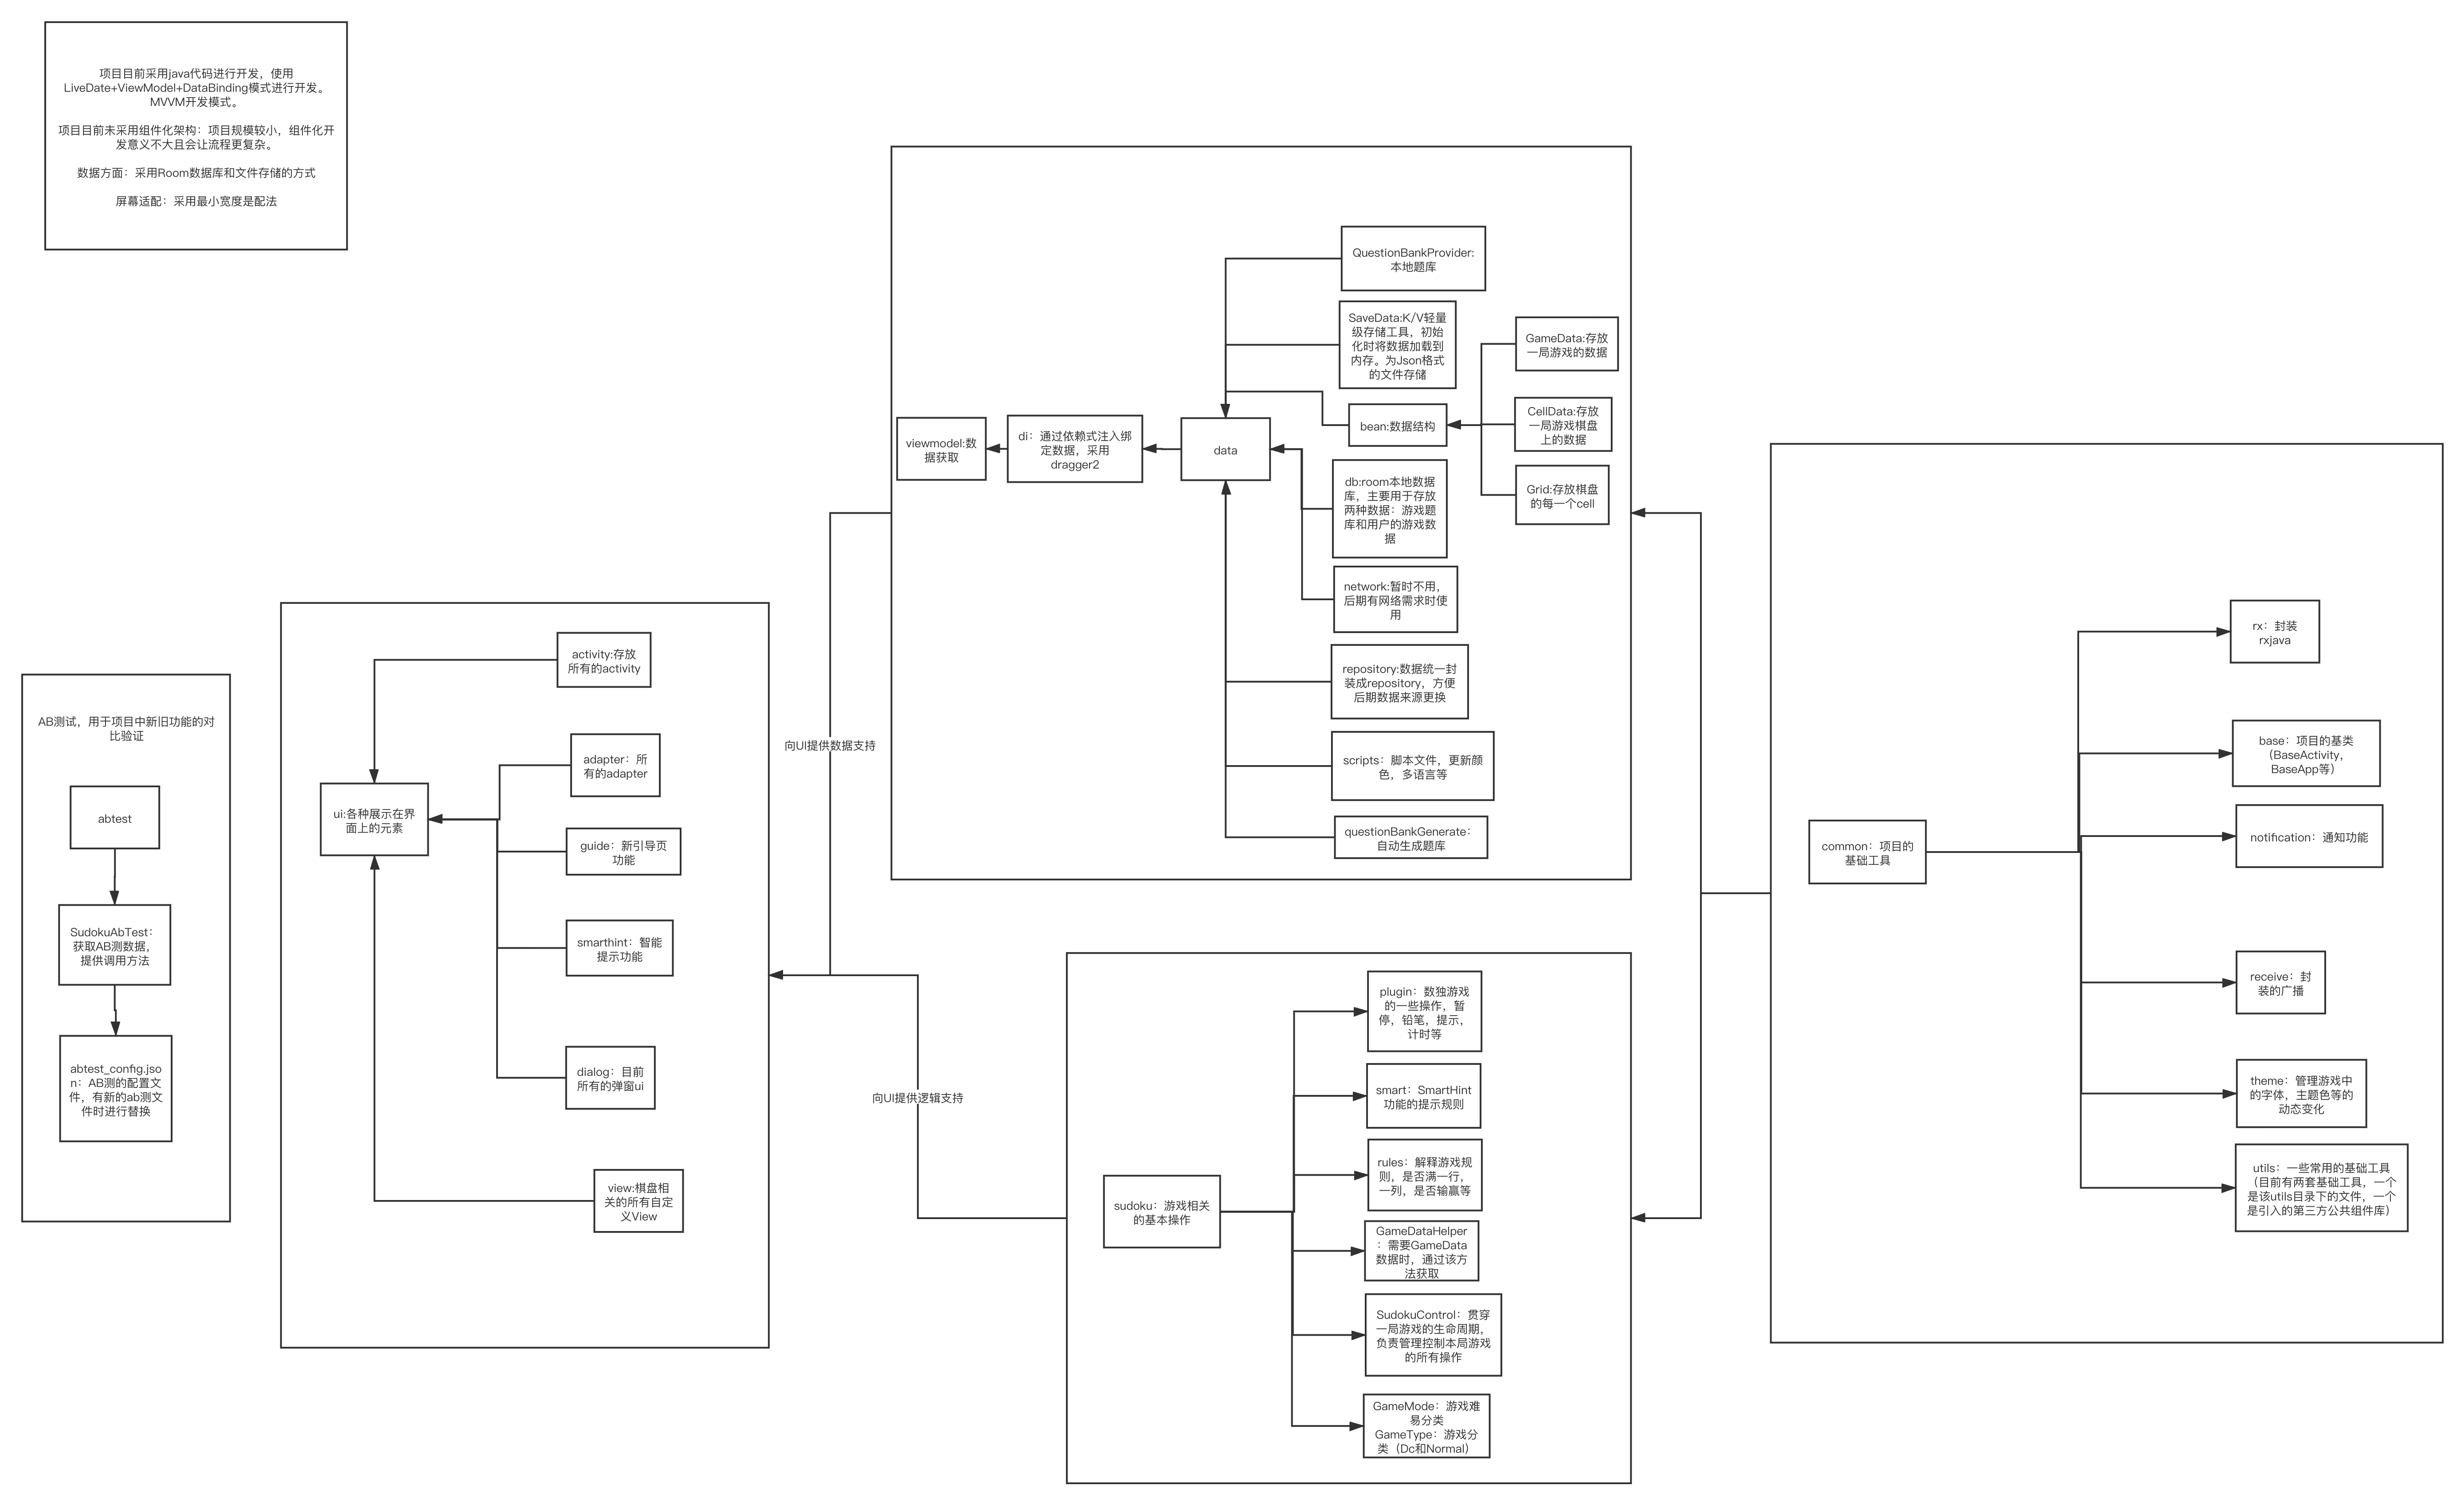 项目目前采用java代码进行开发，使用
LiveDate+ViewModel+DataBinding模式进行开发。
MVVM开发模式。
项目目前未采用组件化架构：项目规模较小，组件化开
发意义不大且会让流程更复杂。
数据方面：采用Room数据库和文件存储的方式
屏幕适配：采用最小宽度是配法
AB测试，用于项目中新旧功能的对
比验证
abtest
SudokuAbTest：
获取AB测数据，
提供调用方法
abtest_config.jso
n：AB测的配置文
件，有新的ab测文
件时进行替换
activity:存放
所有的activity
adapter：所
有的adapter
ui:各种展示在界
面上的元素
guide：新引导页
功能
smarthint：智能
提示功能
dialog：目前
所有的弹窗ui
view:棋盘相
关的所有自定
义View
向UI提供数据支持
向UI提供逻辑支持
QuestionBankProvider:
本地题库
SaveData:K/V轻量
级存储工具，初始
化时将数据加载到
内存。为Json格式
的文件存储
GameData:存放
一局游戏的数据
CellData:存放
一局游戏棋盘
上的数据
Grid:存放棋盘
的每一个cell
bean:数据结构
viewmodel:数
据获取
di：通过依赖式注入绑
定数据，采用
dragger2
data
db:room本地数据
库，主要用于存放
两种数据：游戏题
库和用户的游戏数
据
network:暂时不用，
后期有网络需求时使
用
repository:数据统一封
装成repository，方便
后期数据来源更换
scripts：脚本文件，更新颜
色，多语言等
questionBankGenerate：
自动生成题库
sudoku：游戏相关
的基本操作
plugin：数独游戏
的一些操作，暂
停，铅笔，提示，
计时等
smart：SmartHint
功能的提示规则
rules：解释游戏规
则，是否满一行，
一列，是否输赢等
GameDataHelper
：需要GameData
数据时，通过该方
法获取
SudokuControl：贯穿
一局游戏的生命周期，
负责管理控制本局游戏
的所有操作
GameMode：游戏难
易分类
GameType：游戏分
类（Dc和Normal）
common：项目的
基础工具
rx：封装
rxjava
base：项目的基类
（BaseActivity，
BaseApp等）
notification：通知功能
receive：封
装的广播
theme：管理游戏中
的字体，主题色等的
动态变化
utils：一些常用的基础工具
（目前有两套基础工具，一个
是该utils目录下的文件，一个
是引入的第三方公共组件库）